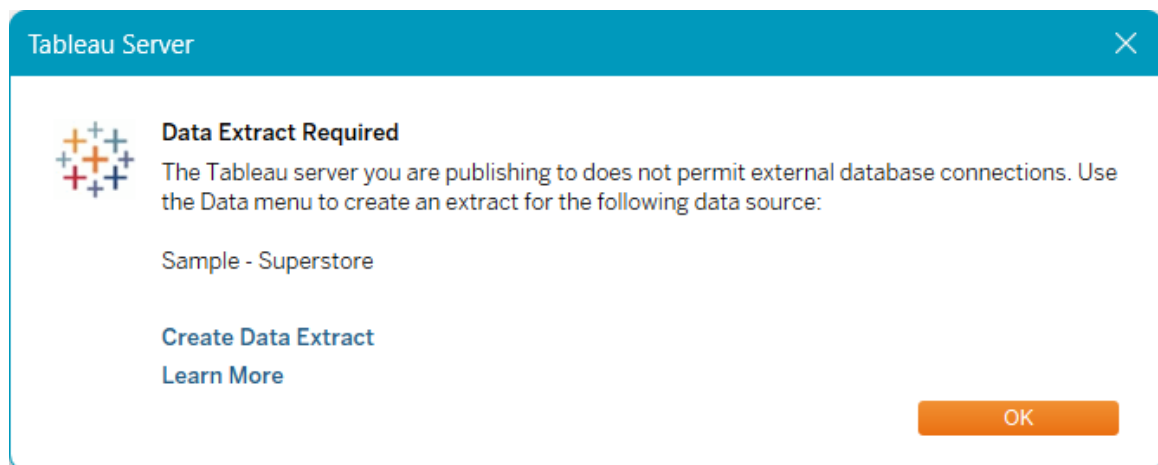 Tableau Server
Data Extract Required
The Tableau server you are publishing to does not permit external database connections. Use
the Data menu to create an extract for the following data source:
Sample - Superstore
Create Data Extract
Learn More
OK